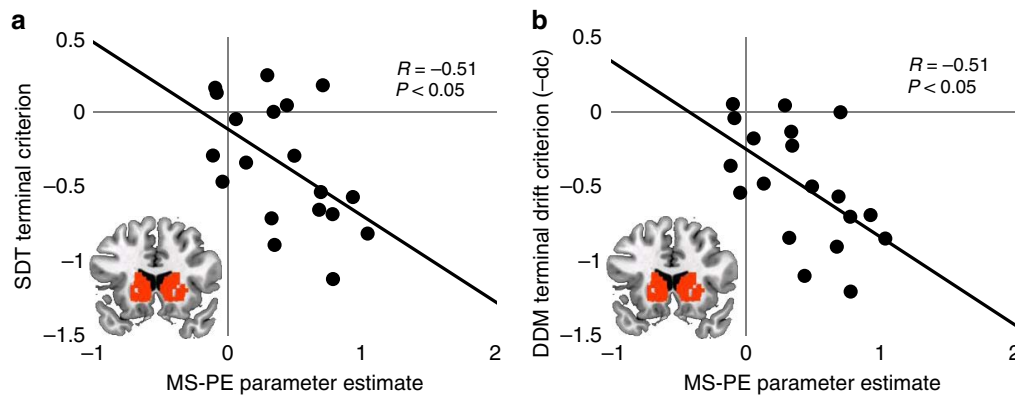 a
0.5
0
−0.5
−1
−1.5
SDT terminal criterion
R = −0.51
P < 0.05
−1
0
1
2
MS-PE parameter estimate
b
0.5
0
−0.5
−1
−1.5
DDM terminal drift criterion (−dc)
R = −0.51
P < 0.05
−1
0
1
2
MS-PE parameter estimate